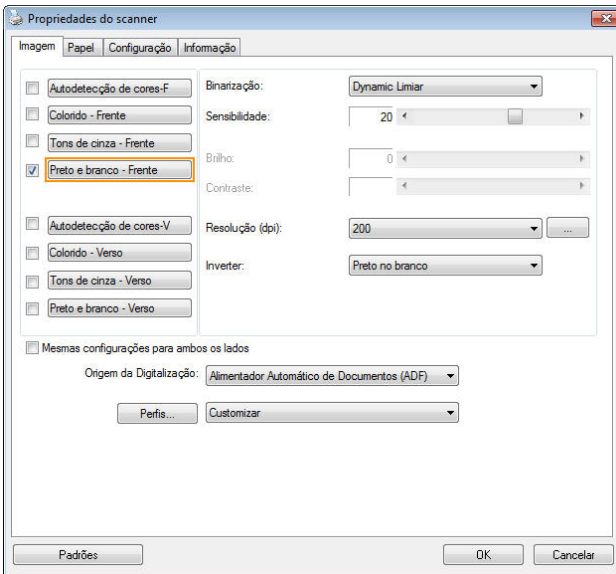 Propriedades do scanner
Imagem Papel Configuração Informação
Autodetecção de cores-F
Colorido - Frente
Tons de cinza - Frente
Preto e branco - Frente
Autodetecção de cores-V
Colorido - Verso
Tons de cinza - Verso
Preto e branco - Verso
Binarização: Dynamic Limiar
Sensibilidade: 20
Brilho: 0
Contraste:
Resolução (dpi): 200 ...
Inverter: Preto no branco
Mesmas configurações para ambos os lados
Origem da Digitalização: Alimentador Automático de Documentos (ADF)
Perfis... Customizar
Padrões OK Cancelar